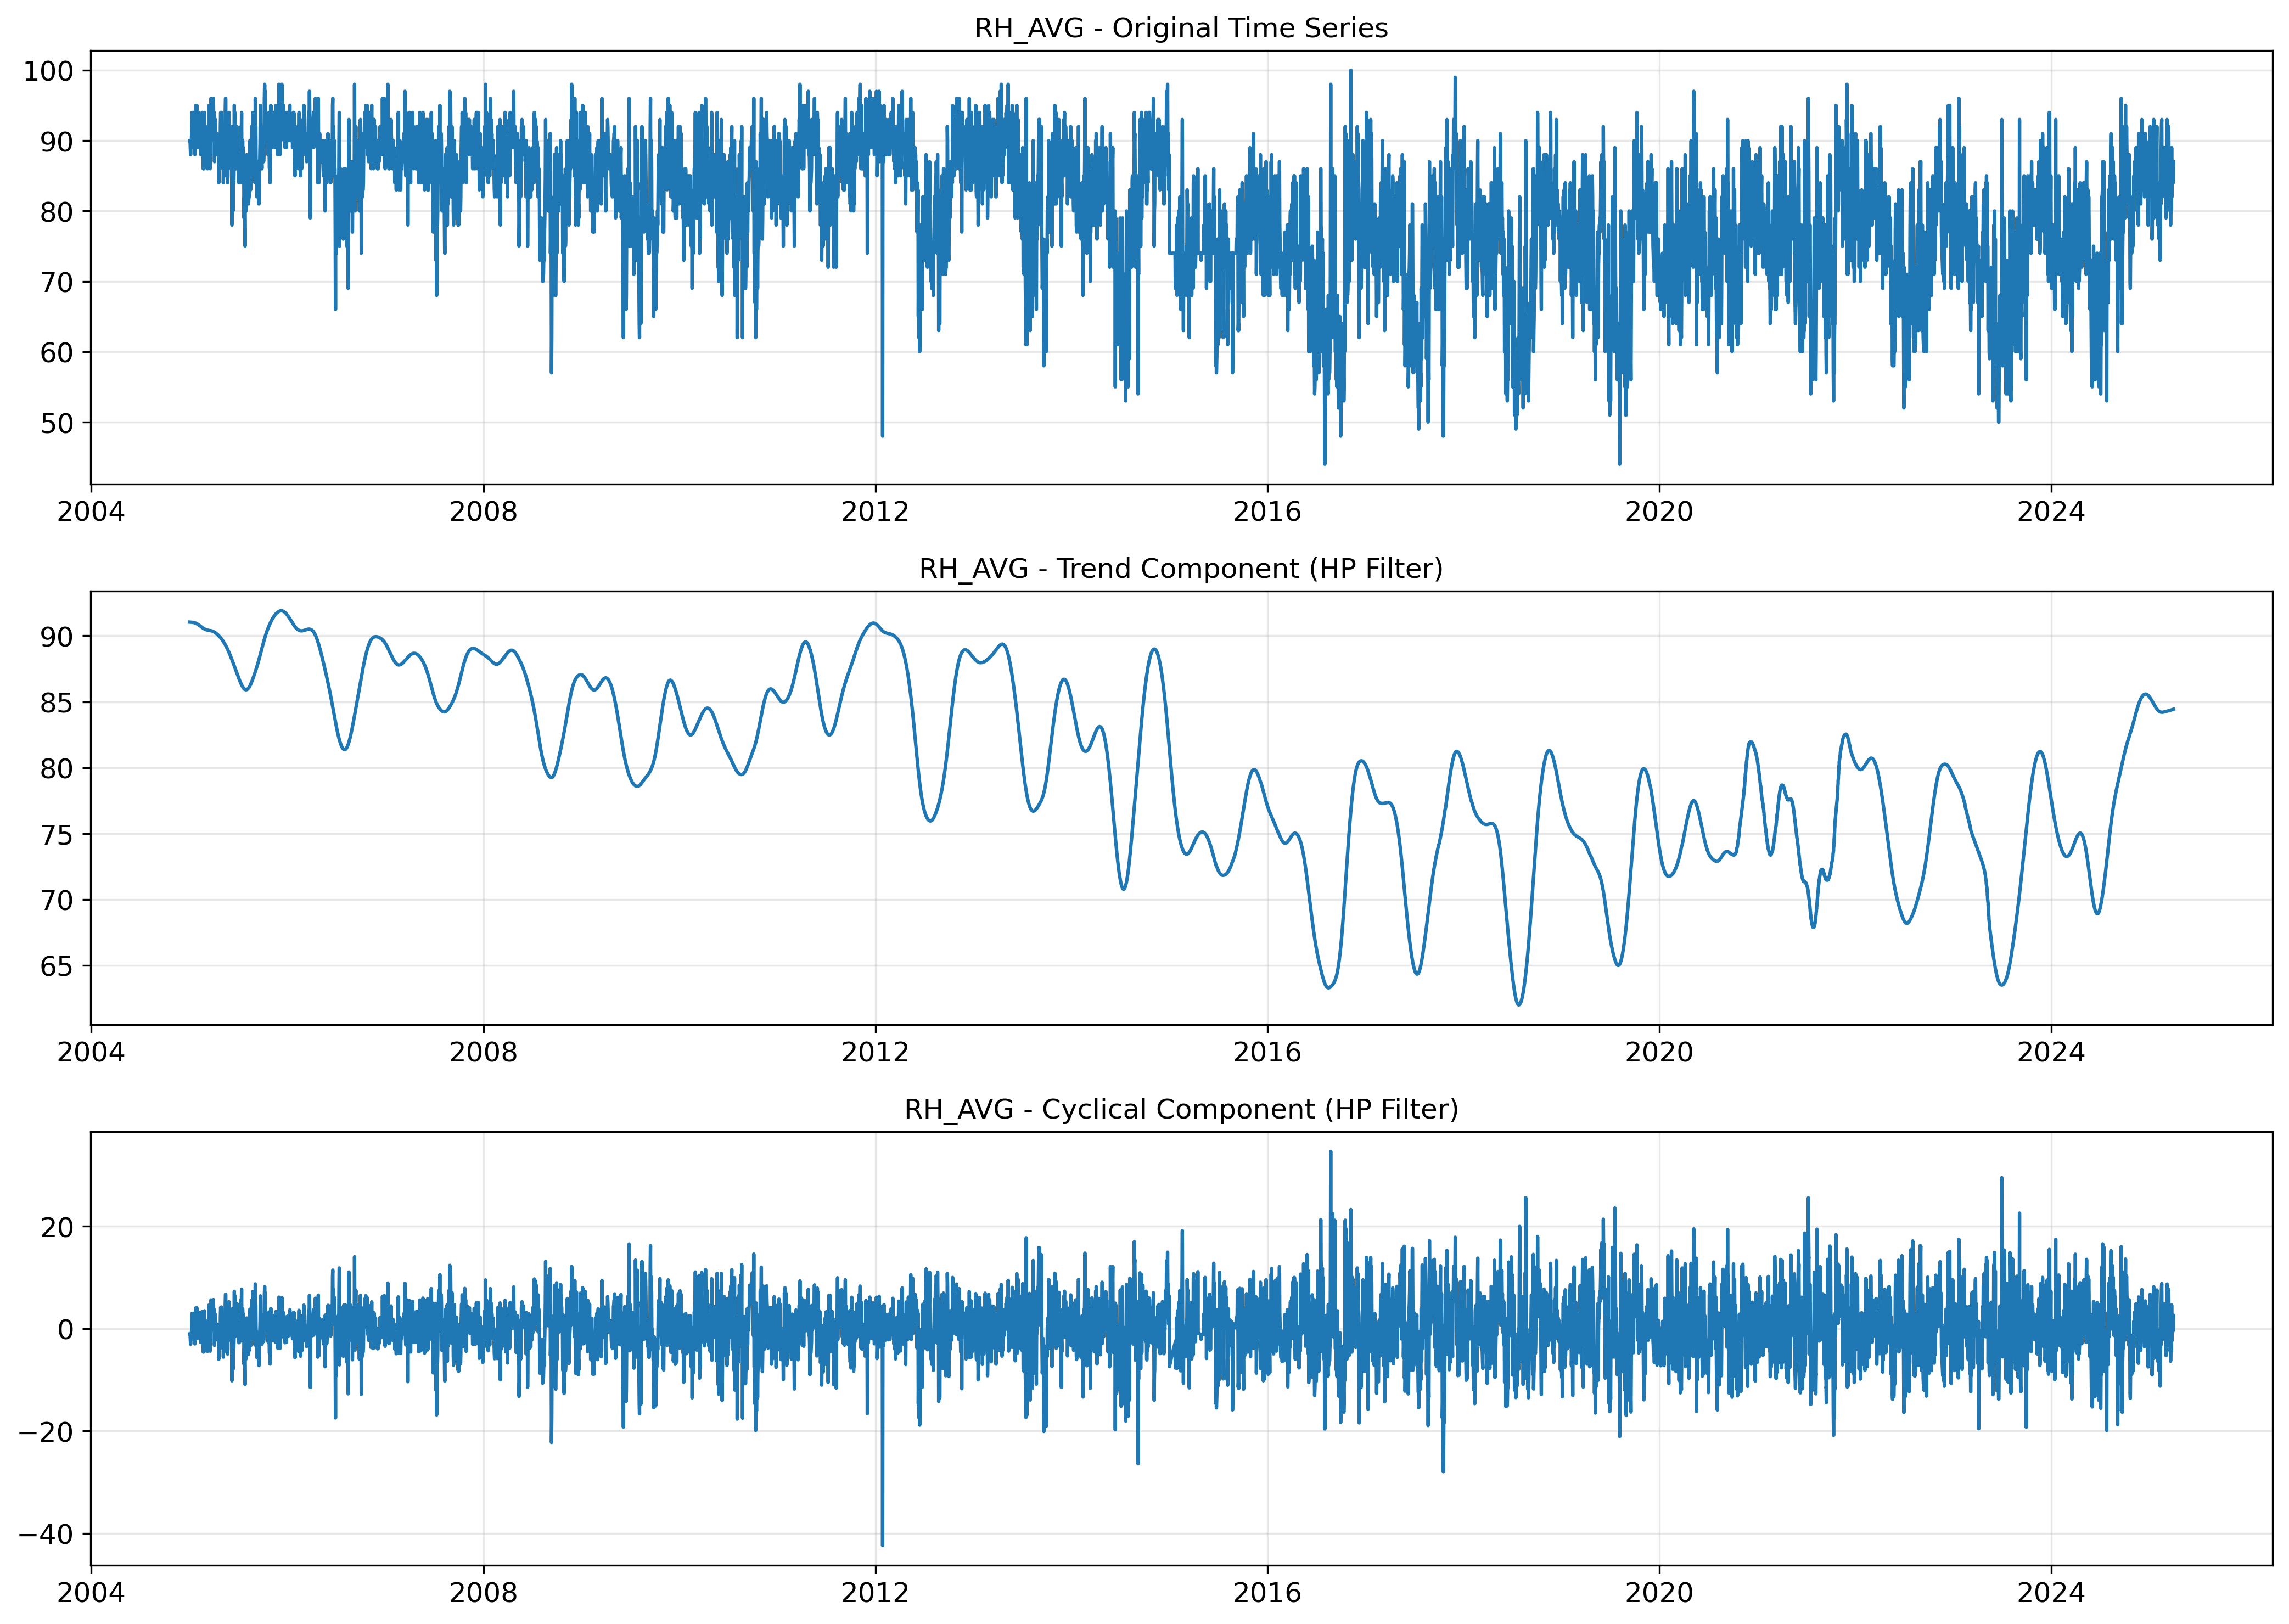 RH_AVG - Original Time Series
100
90
80
70
60
50
2004 2008 2012 2016 2020 2024
RH_AVG - Trend Component (HP Filter)
90
85
80
75
70
65
2004 2008 2012 2016 2020 2024
RH_AVG - Cyclical Component (HP Filter)
20
0
−20
−40
2004 2008 2012 2016 2020 2024